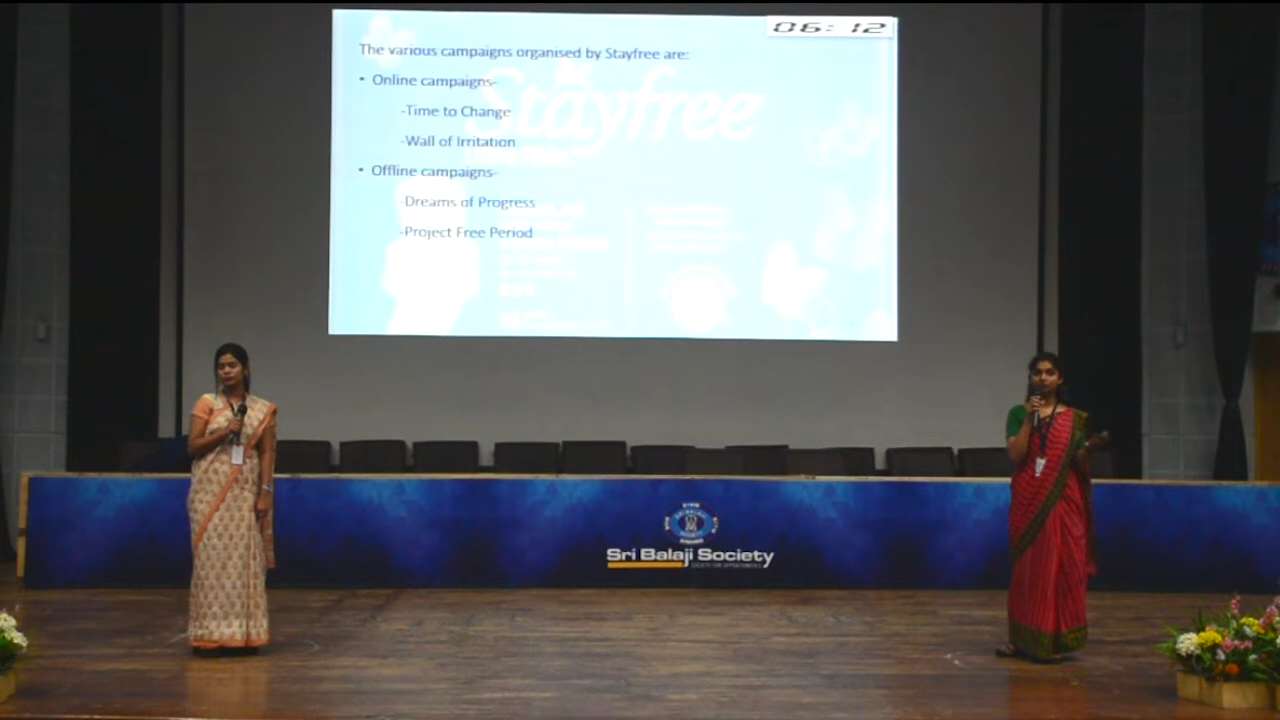 06: 12
The various campaigns organised by Stayfree are:
• Online campaigns-
-Time to Change
-Wall of Irritation
• Offline campaigns-
-Dreams of Progress
-Project Free Period
Stayfree
Sri Balaji Society